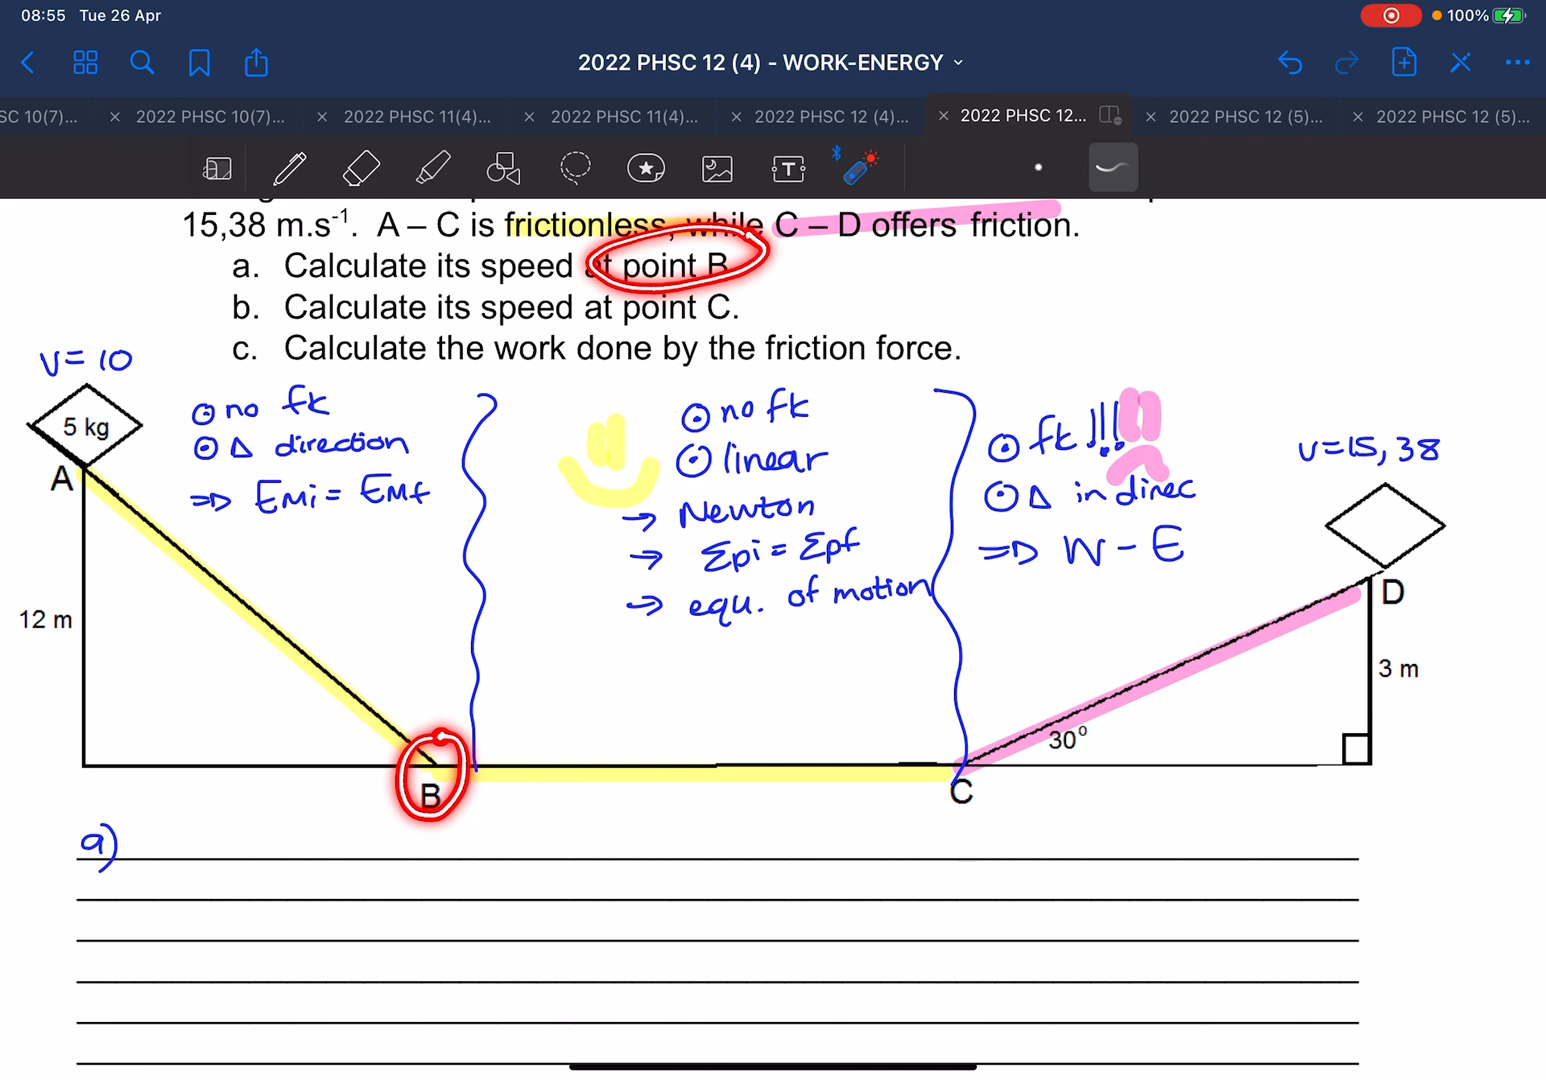 08:55 Tue 26 Apr
100%
2022 PHSC 12 (4) - WORK-ENERGY
SC 10(7)... × 2022 PHSC 10(7)... × 2022 PHSC 11(4)... × 2022 PHSC 11(4)... × 2022 PHSC 12 (4)... × 2022 PHSC 12... × 2022 PHSC 12 (5)... × 2022 PHSC 12 (5)...
15,38 m.s⁻¹. A – C is frictionless, while C – D offers friction.
a. Calculate its speed at point B.
b. Calculate its speed at point C.
c. Calculate the work done by the friction force.
V = 10
5 kg
A
12 m
⊙ no fk
⊙ Δ direction
⇒ EMi = EMf
⊙ no fk
⊙ linear
→ Newton
→ Σpi = Σpf
→ equ. of motion
⊙ fk !!!
⊙ Δ in direc
⇒ W - E
V = 15,38
D
3 m
30°
B
C
a)